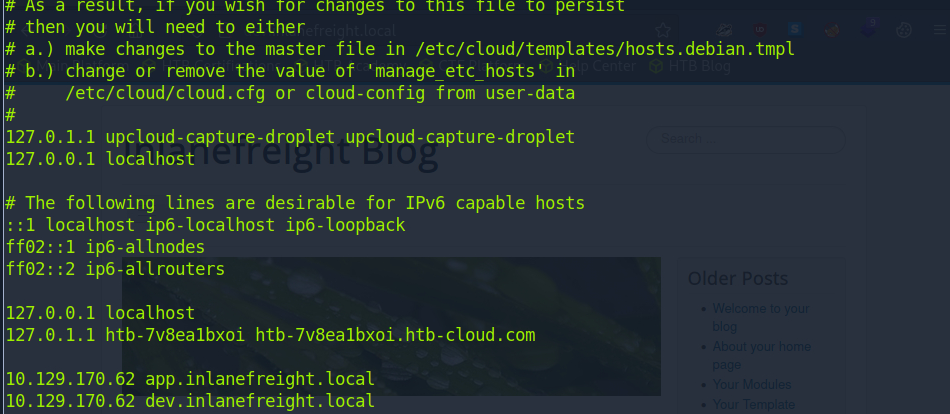 # As a result, if you wish for changes to this file to persist
# then you will need to either
# a.) make changes to the master file in /etc/cloud/templates/hosts.debian.tmpl
# b.) change or remove the value of 'manage_etc_hosts' in
#     /etc/cloud/cloud.cfg or cloud-config from user-data
#
127.0.1.1 upcloud-capture-droplet upcloud-capture-droplet
127.0.0.1 localhost
Inlanefreight Blog
Search...
# The following lines are desirable for IPv6 capable hosts
::1 localhost ip6-localhost ip6-loopback
ff02::1 ip6-allnodes
ff02::2 ip6-allrouters
127.0.0.1 localhost
127.0.1.1 htb-7v8ea1bxoi htb-7v8ea1bxoi.htb-cloud.com
10.129.170.62 app.inlanefreight.local
10.129.170.62 dev.inlanefreight.local
Older Posts
Welcome to your
blog
About your home
page
Your Modules
Your Template
Help Center
HTB Blog